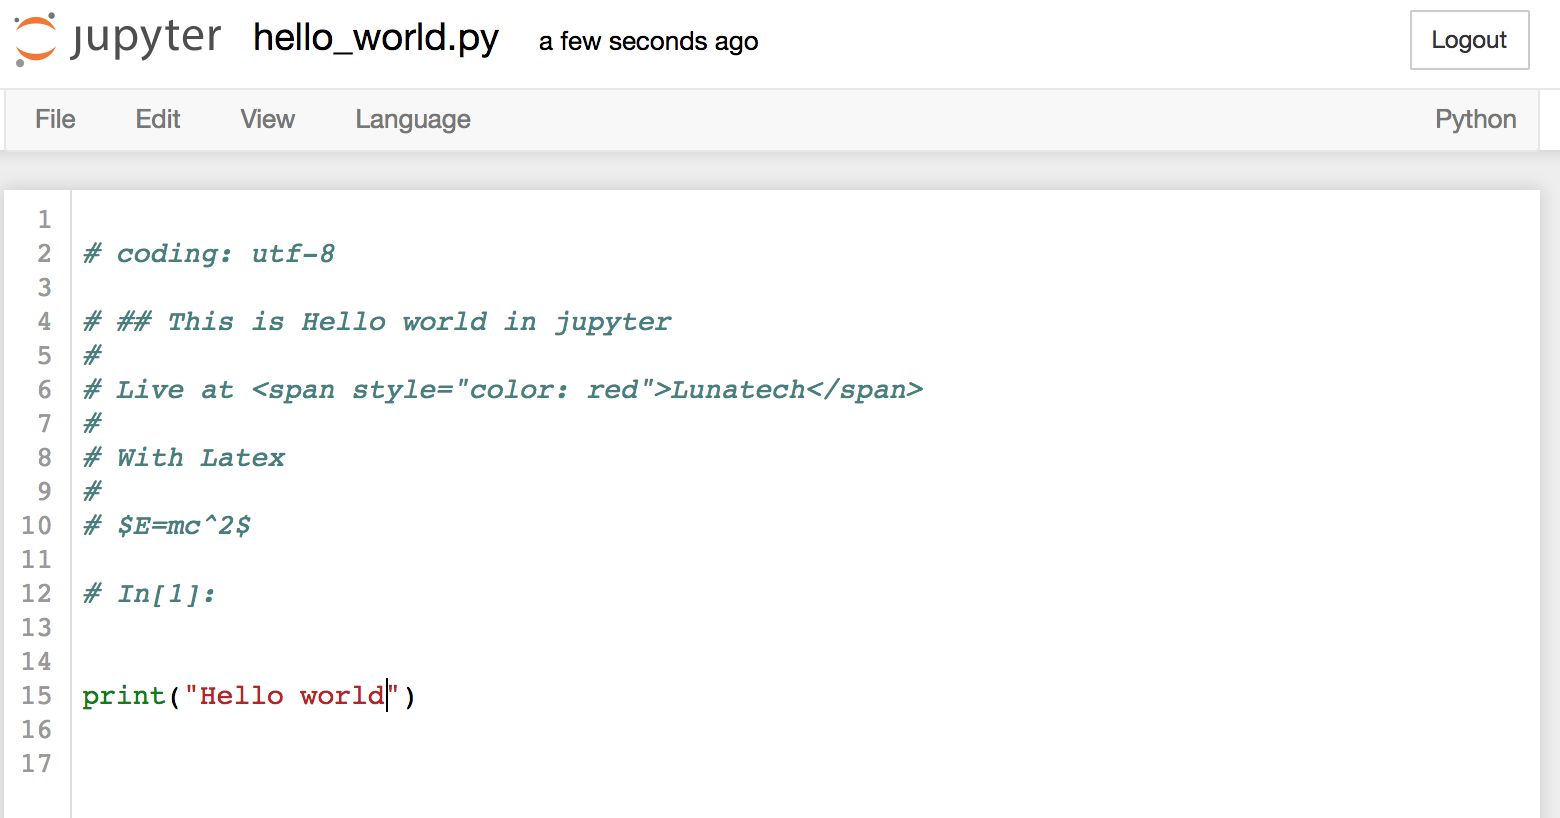 jupyter hello_world.py a few seconds ago Logout
File Edit View Language Python
1
2 # coding: utf-8
3
4 # ## This is Hello world in jupyter
5 #
6 # Live at <span style="color: red">Lunatech</span>
7 #
8 # With Latex
9 #
10 # $E=mc^2$
11
12 # In[1]:
13
14
15 print("Hello world")
16
17